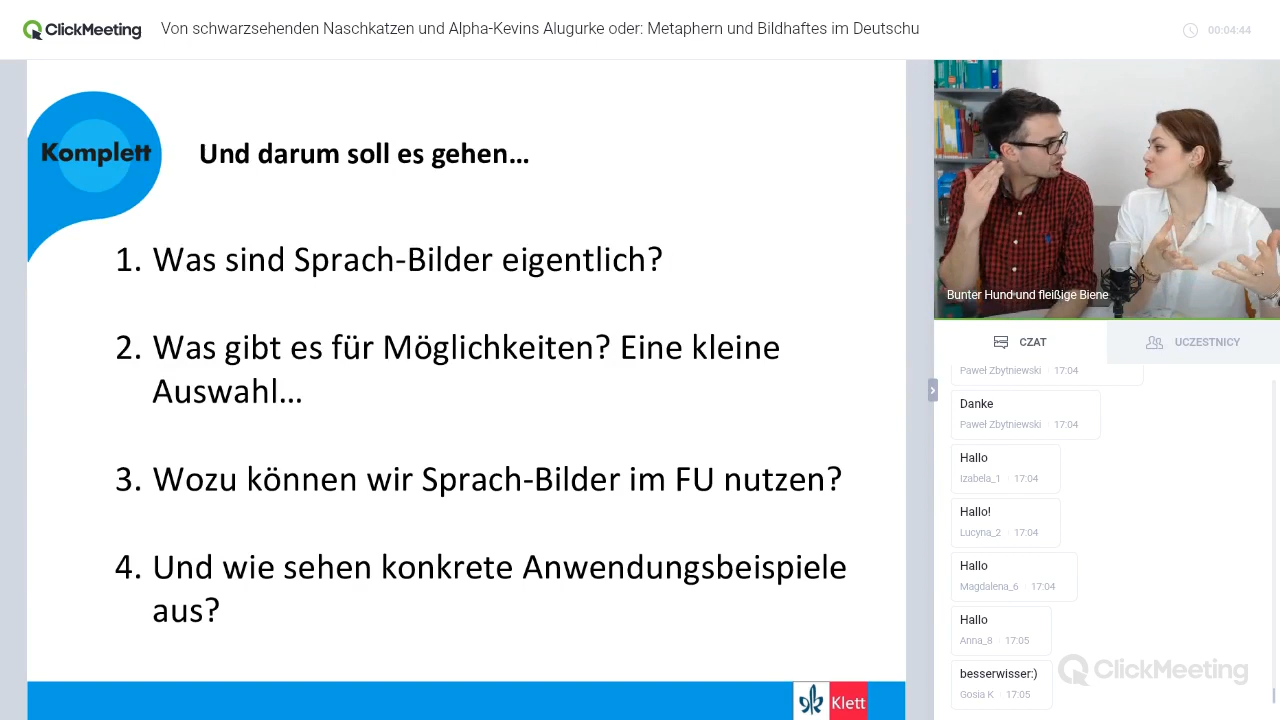 ClickMeeting
Von schwarzsehenden Naschkatzen und Alpha-Kevins Alugurke oder: Metaphern und Bildhaftes im Deutschu
00:04:44
Komplett
Und darum soll es gehen...
1. Was sind Sprach-Bilder eigentlich?
2. Was gibt es für Möglichkeiten? Eine kleine
Auswahl...
3. Wozu können wir Sprach-Bilder im FU nutzen?
4. Und wie sehen konkrete Anwendungsbeispiele
aus?
Klett
Bunter Hund und fleißige Biene
CZAT
UCZESTNICY
Paweł Zbytniewski 17:04
Danke
Paweł Zbytniewski 17:04
Hallo
Izabela_1 17:04
Hallo!
Lucyna_2 17:04
Hallo
Magdalena_6 17:04
Hallo
Anna_8 17:05
besserwisser:)
Gosia K 17:05
ClickMeeting